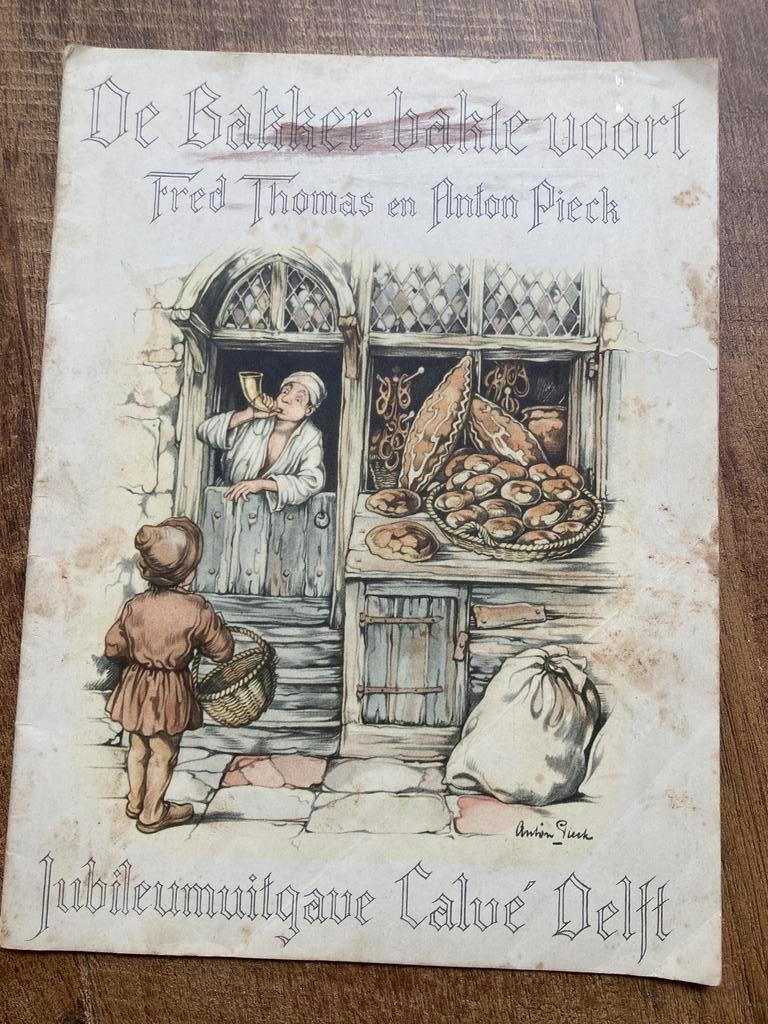 De Bakker bakte voort
Fred Thomas en Anton Pieck
Anton Pieck
Jubileumuitgave Calvé Delft